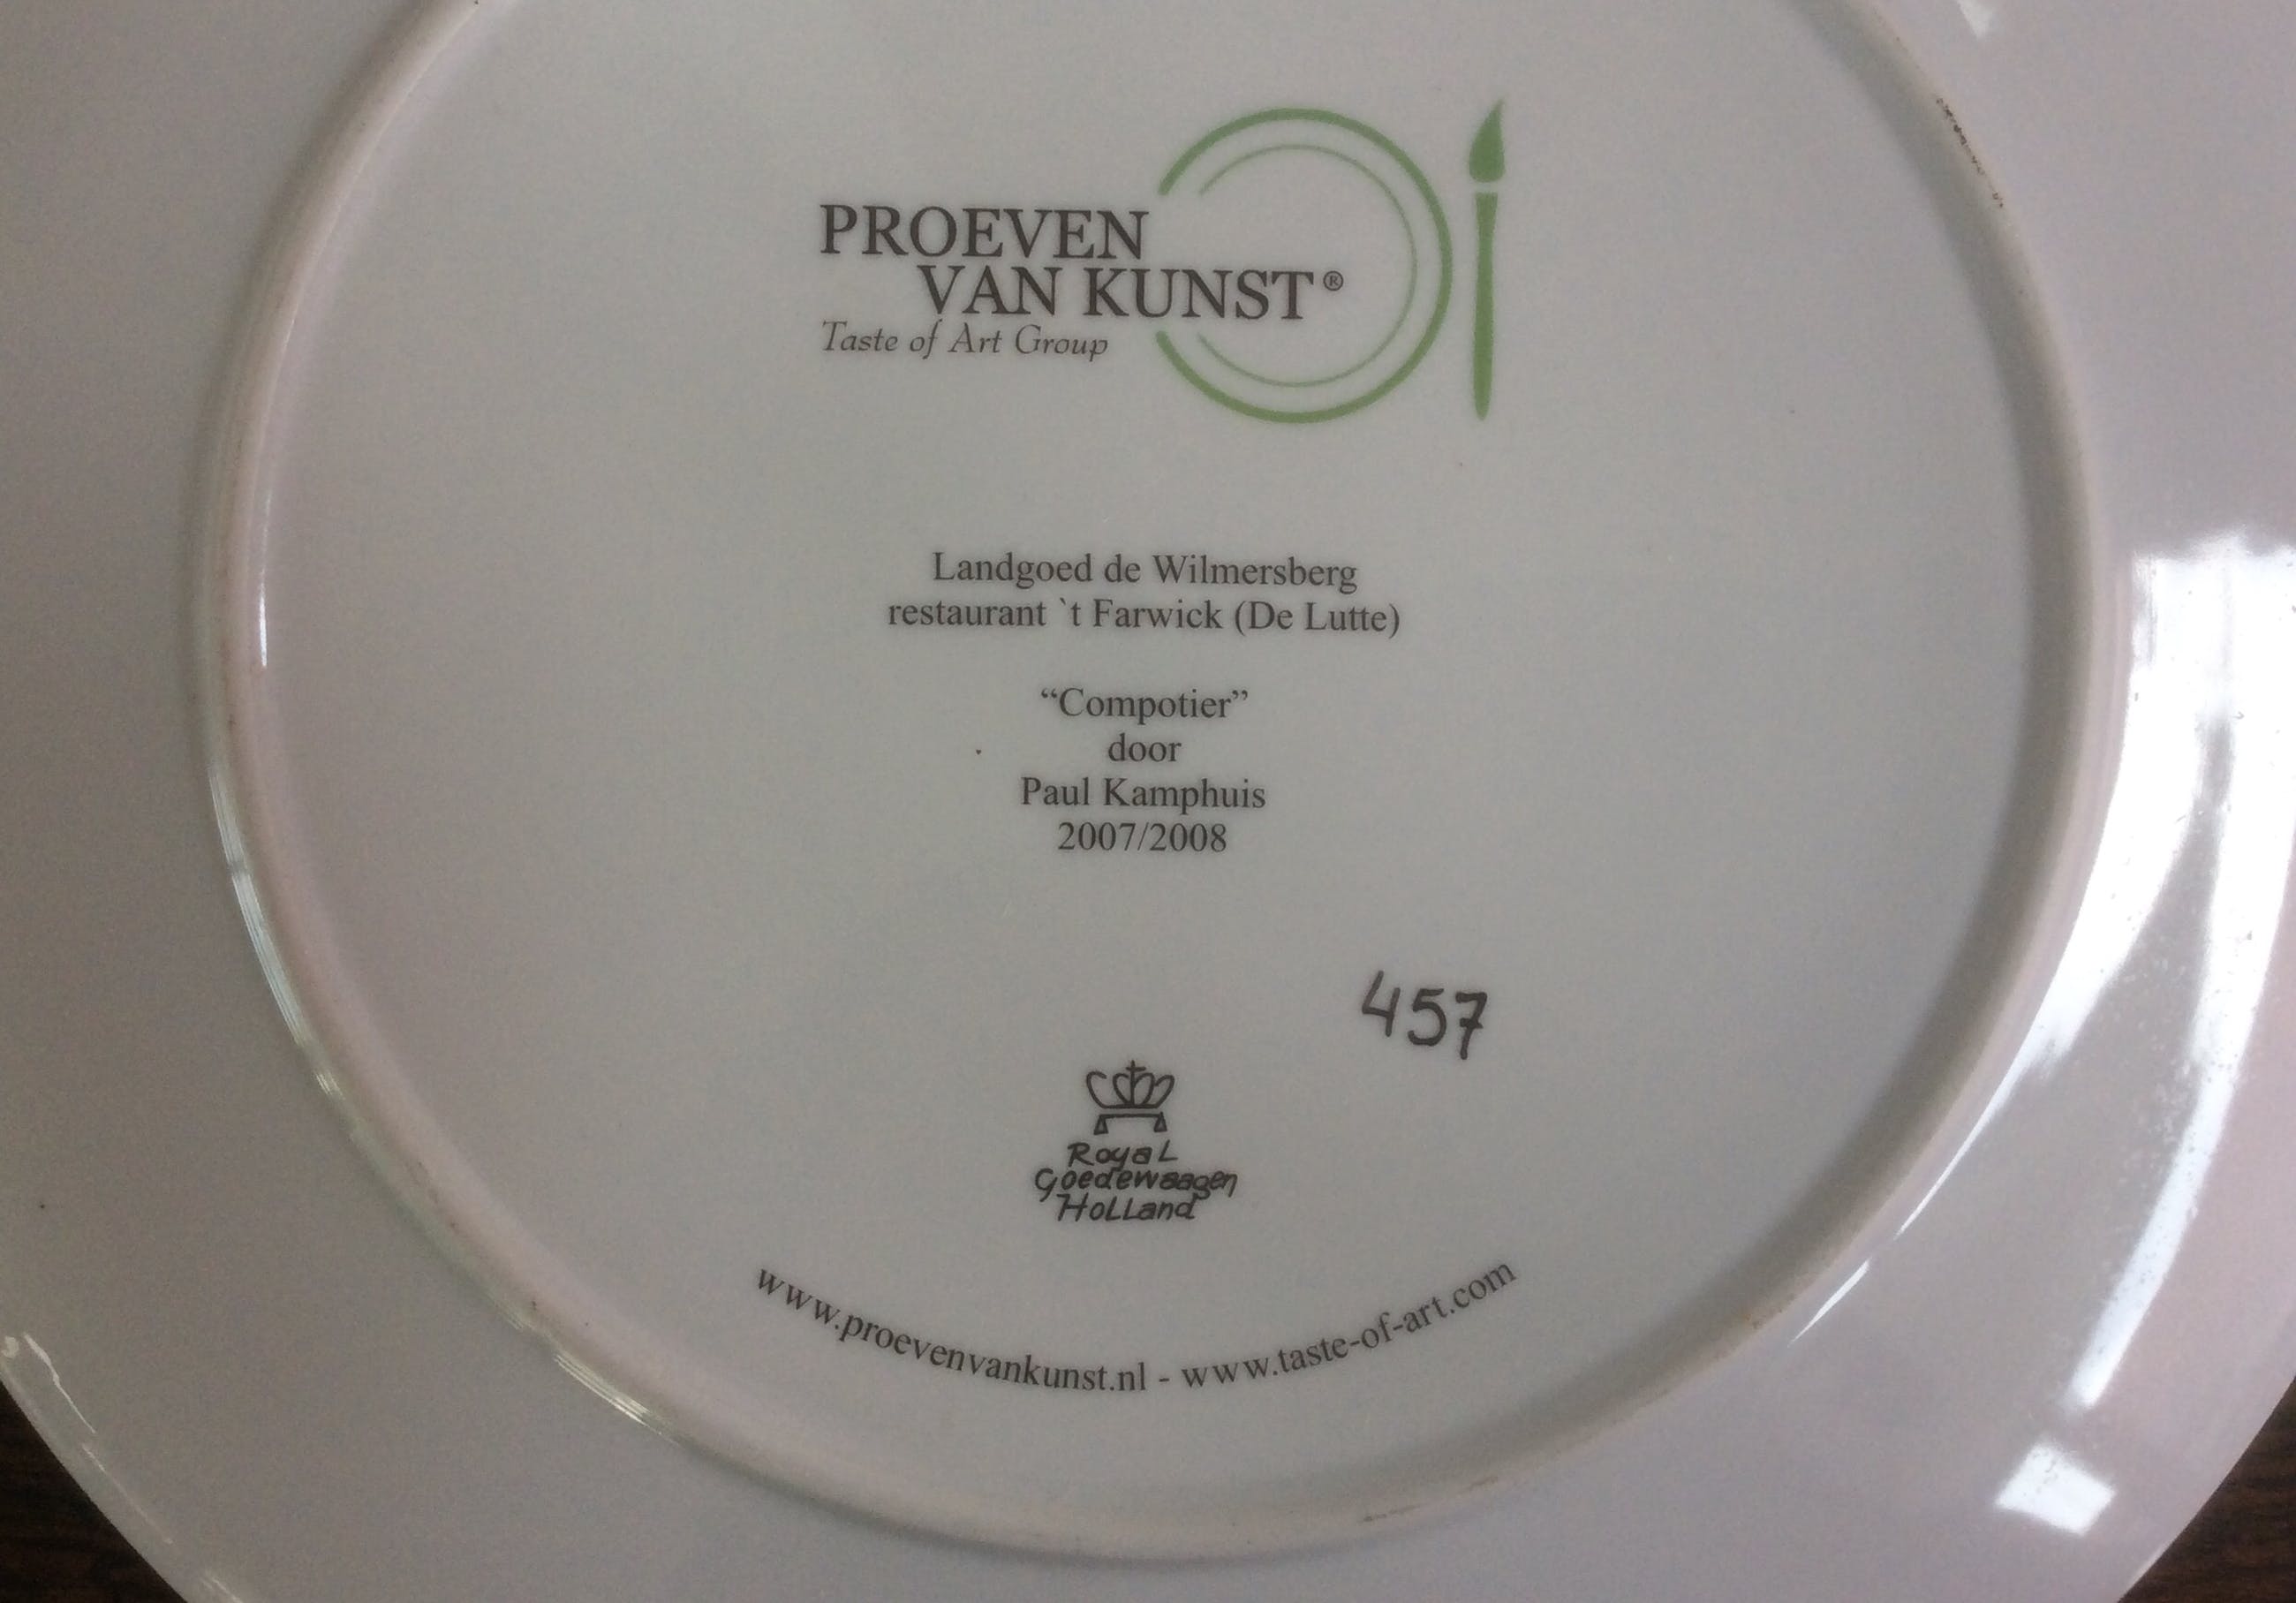 PROEVEN
VAN KUNST®
Taste of Art Group
Landgoed de Wilmersberg
restaurant `t Farwick (De Lutte)
“Compotier”
door
Paul Kamphuis
2007/2008
457
Royal
Goedewaagen
Holland
www.proevenvankunst.nl - www.taste-of-art.com